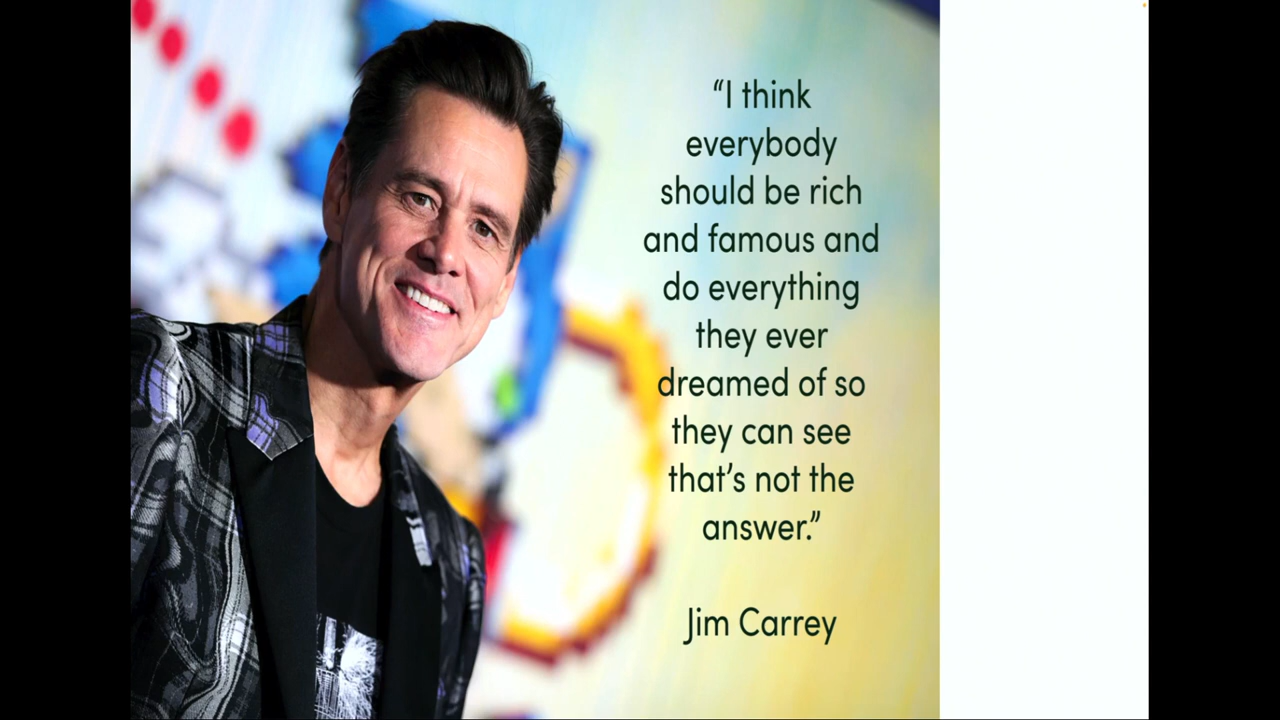 “I think
everybody
should be rich
and famous and
do everything
they ever
dreamed of so
they can see
that’s not the
answer.”
Jim Carrey